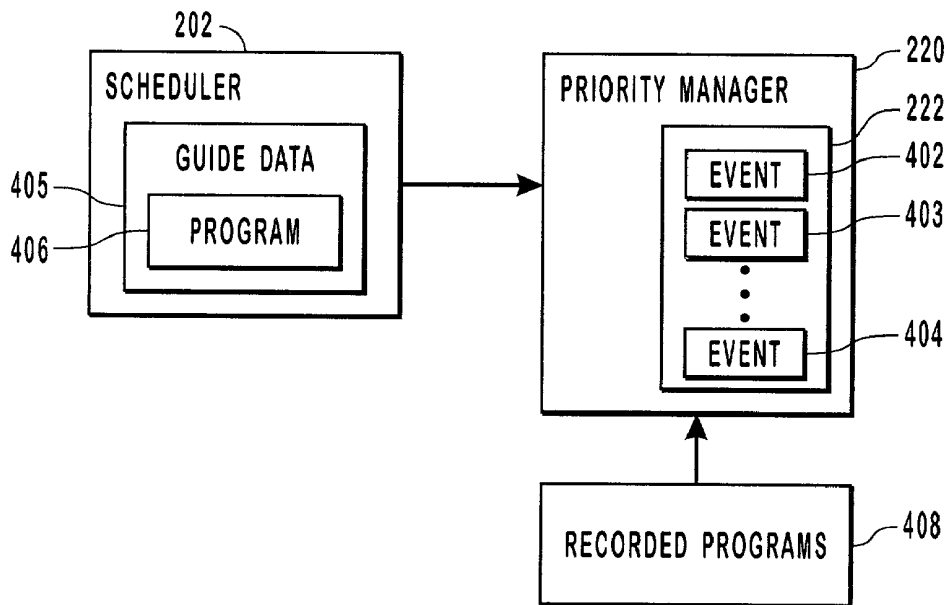 202
SCHEDULER
GUIDE DATA
PROGRAM
405
406
220
PRIORITY MANAGER
222
EVENT
402
EVENT
403
EVENT
404
RECORDED PROGRAMS
408